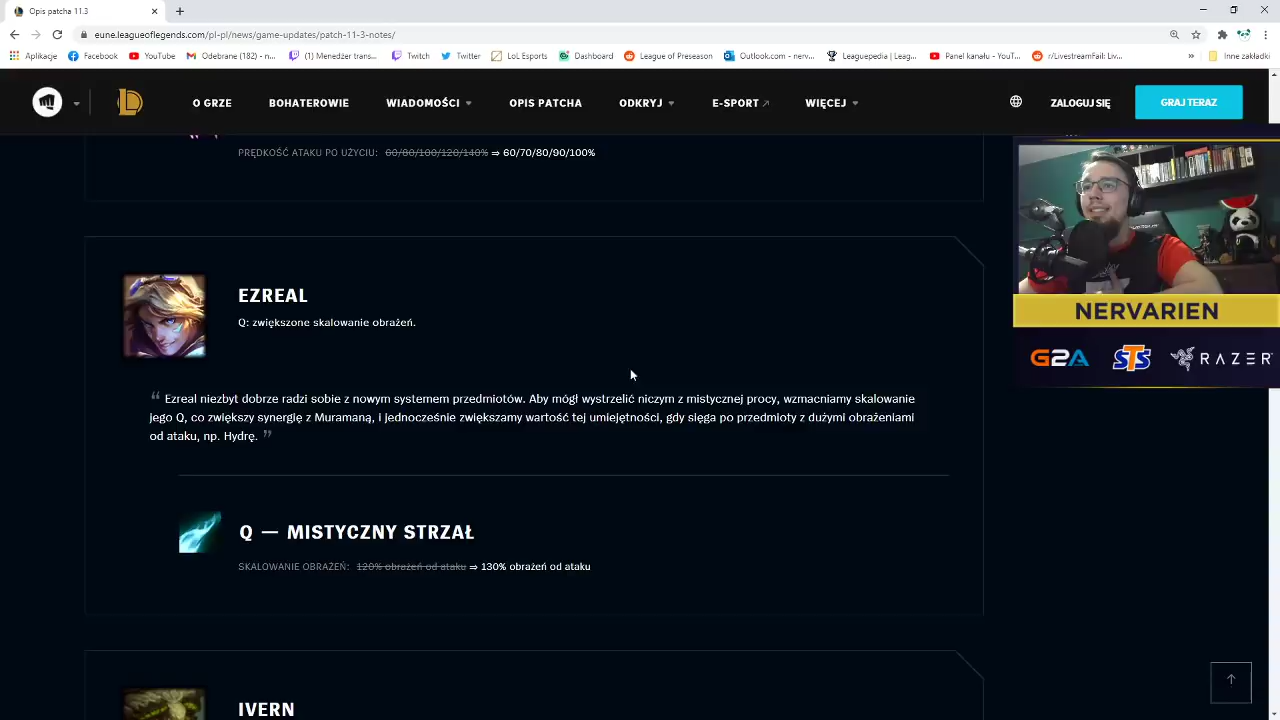 Opis patcha 11.3
eune.leagueoflegends.com/pl-pl/news/game-updates/patch-11-3-notes/
Aplikacje Facebook YouTube Odebrane (182) - n... (1) Menedżer trans... Twitch Twitter LoL Esports Dashboard League of Preseason Outlook.com - nerv... Leaguepedia | Leag... Panel kanału - YouT... r/LivestreamFail: Liv... Inne zakładki
O GRZE BOHATEROWIE WIADOMOŚCI OPIS PATCHA ODKRYJ E-SPORT WIĘCEJ ZALOGUJ SIĘ GRAJ TERAZ
PRĘDKOŚĆ ATAKU PO UŻYCIU: 60/80/100/120/140% ⇒ 60/70/80/90/100%
EZREAL
Q: zwiększone skalowanie obrażeń.
“ Ezreal niezbyt dobrze radzi sobie z nowym systemem przedmiotów. Aby mógł wystrzelić niczym z mistycznej procy, wzmacniamy skalowanie
jego Q, co zwiększy synergię z Muramaną, i jednocześnie zwiększamy wartość tej umiejętności, gdy sięga po przedmioty z dużymi obrażeniami
od ataku, np. Hydrę. ”
Q — MISTYCZNY STRZAŁ
SKALOWANIE OBRAŻEŃ: 120% obrażeń od ataku ⇒ 130% obrażeń od ataku
IVERN
NERVARIEN
G2A STS RAZER